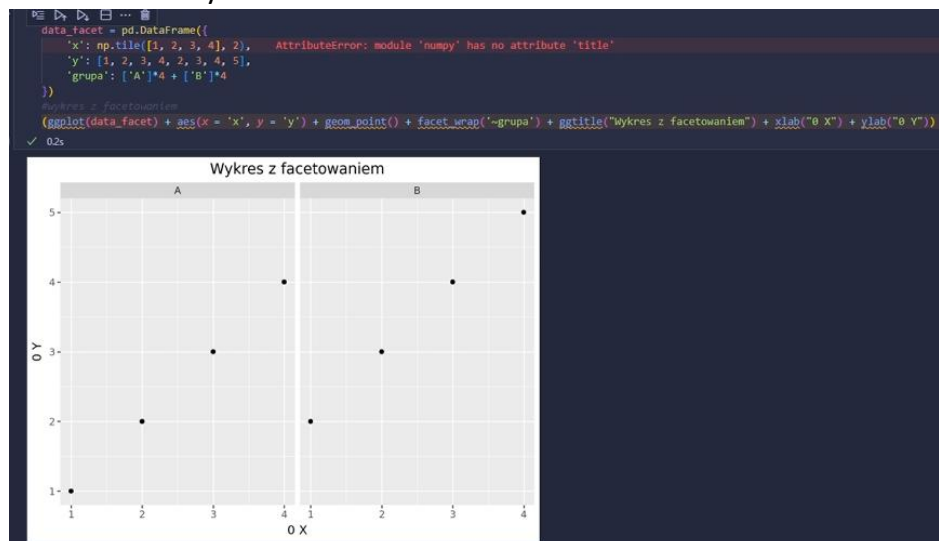 data_facet = pd.DataFrame({
'x': np.tile([1, 2, 3, 4], 2), AttributeError: module 'numpy' has no attribute 'title'
'y': [1, 2, 3, 4, 2, 3, 4, 5],
'grupa': ['A']*4 + ['B']*4
})
#wykres z facetowaniem
(ggplot(data_facet) + aes(x = 'x', y = 'y') + geom_point() + facet_wrap('~grupa') + ggtitle("Wykres z facetowaniem") + xlab("0 X") + ylab("0 Y"))
✓ 0.2s
Wykres z facetowaniem
A B
5
4
3
2
1
0 Y
1 2 3 4 1 2 3 4
0 X